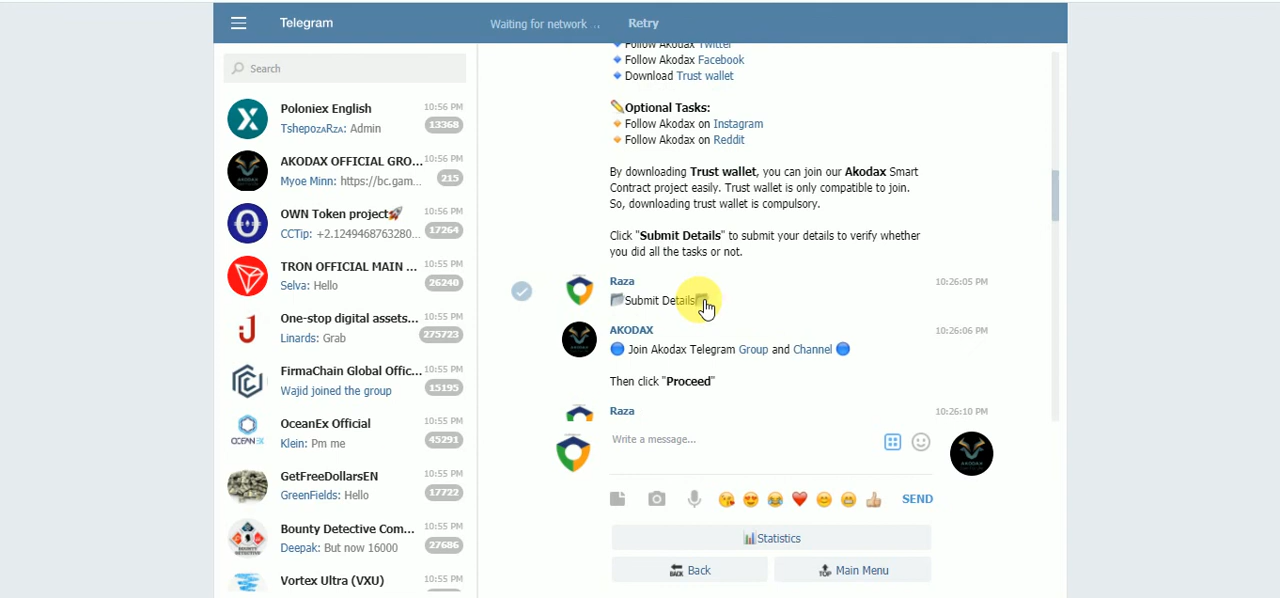 Telegram
Waiting for network ..
Retry
Search
Poloniex English 10:56 PM
TshepozaRza: Admin 13368
AKODAX OFFICIAL GRO... 10:56 PM
Myoe Minn: https://bc.gam... 215
OWN Token project🚀 10:56 PM
CCTip: +2.1249468763280... 17264
TRON OFFICIAL MAIN ... 10:55 PM
Selva: Hello 26240
One-stop digital assets... 10:55 PM
Linards: Grab 275723
FirmaChain Global Offic... 10:55 PM
Wajid joined the group 15195
OceanEx Official 10:55 PM
Klein: Pm me 45291
GetFreeDollarsEN 10:55 PM
GreenFields: Hello 17722
Bounty Detective Com... 10:55 PM
Deepak: But now 16000 27686
Vortex Ultra (VXU) 10:55 PM
OCEANEX
Follow Akodax Twitter
Follow Akodax Facebook
Download Trust wallet
✏️Optional Tasks:
Follow Akodax on Instagram
Follow Akodax on Reddit
By downloading Trust wallet, you can join our Akodax Smart
Contract project easily. Trust wallet is only compatible to join.
So, downloading trust wallet is compulsory.
Click "Submit Details" to submit your details to verify whether
you did all the tasks or not.
Raza 10:26:05 PM
Submit Details
AKODAX 10:26:06 PM
🔵 Join Akodax Telegram Group and Channel 🔵
Then click "Proceed"
Raza 10:26:10 PM
Write a message...
SEND
📊Statistics
🔙 Back
🔝 Main Menu